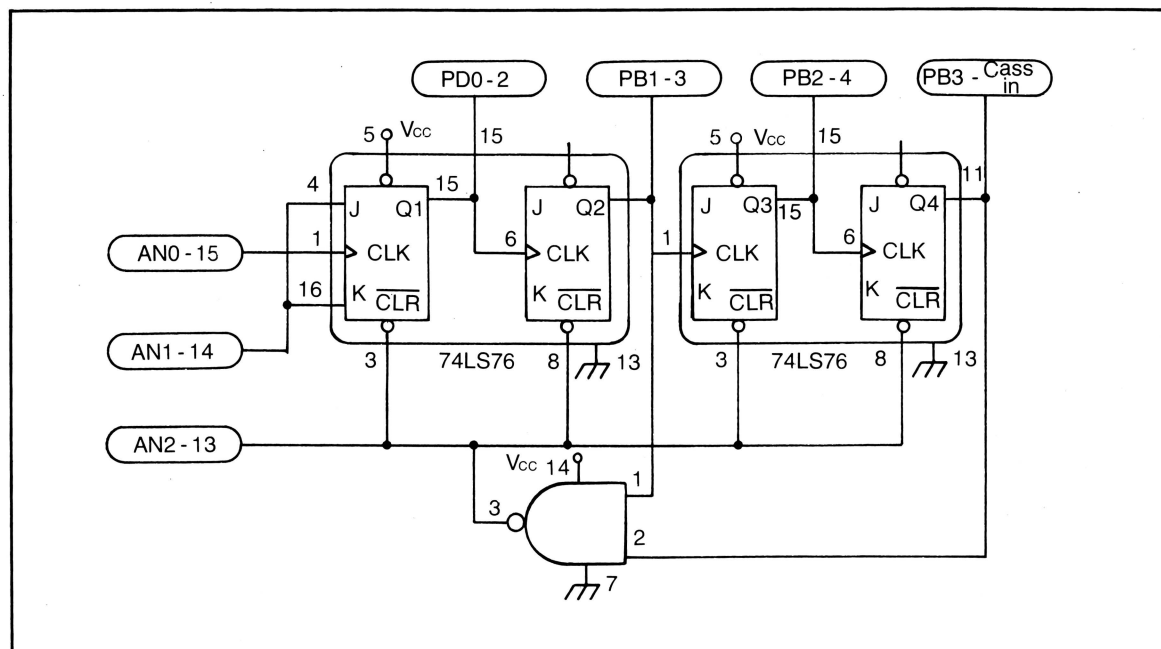 PD0 - 2
PB1 - 3
PB2 - 4
PB3 - Cass in
5 Vcc 15
5 Vcc 15
4 J Q1 15
J Q2
J Q3 15
J Q4 11
AN0 - 15
1 CLK
6 CLK
1 CLK
6 CLK
16 K CLR
K CLR
K CLR
K CLR
AN1 - 14
3 74LS76 8 13
3 74LS76 8 13
AN2 - 13
Vcc 14
1
3
2
7